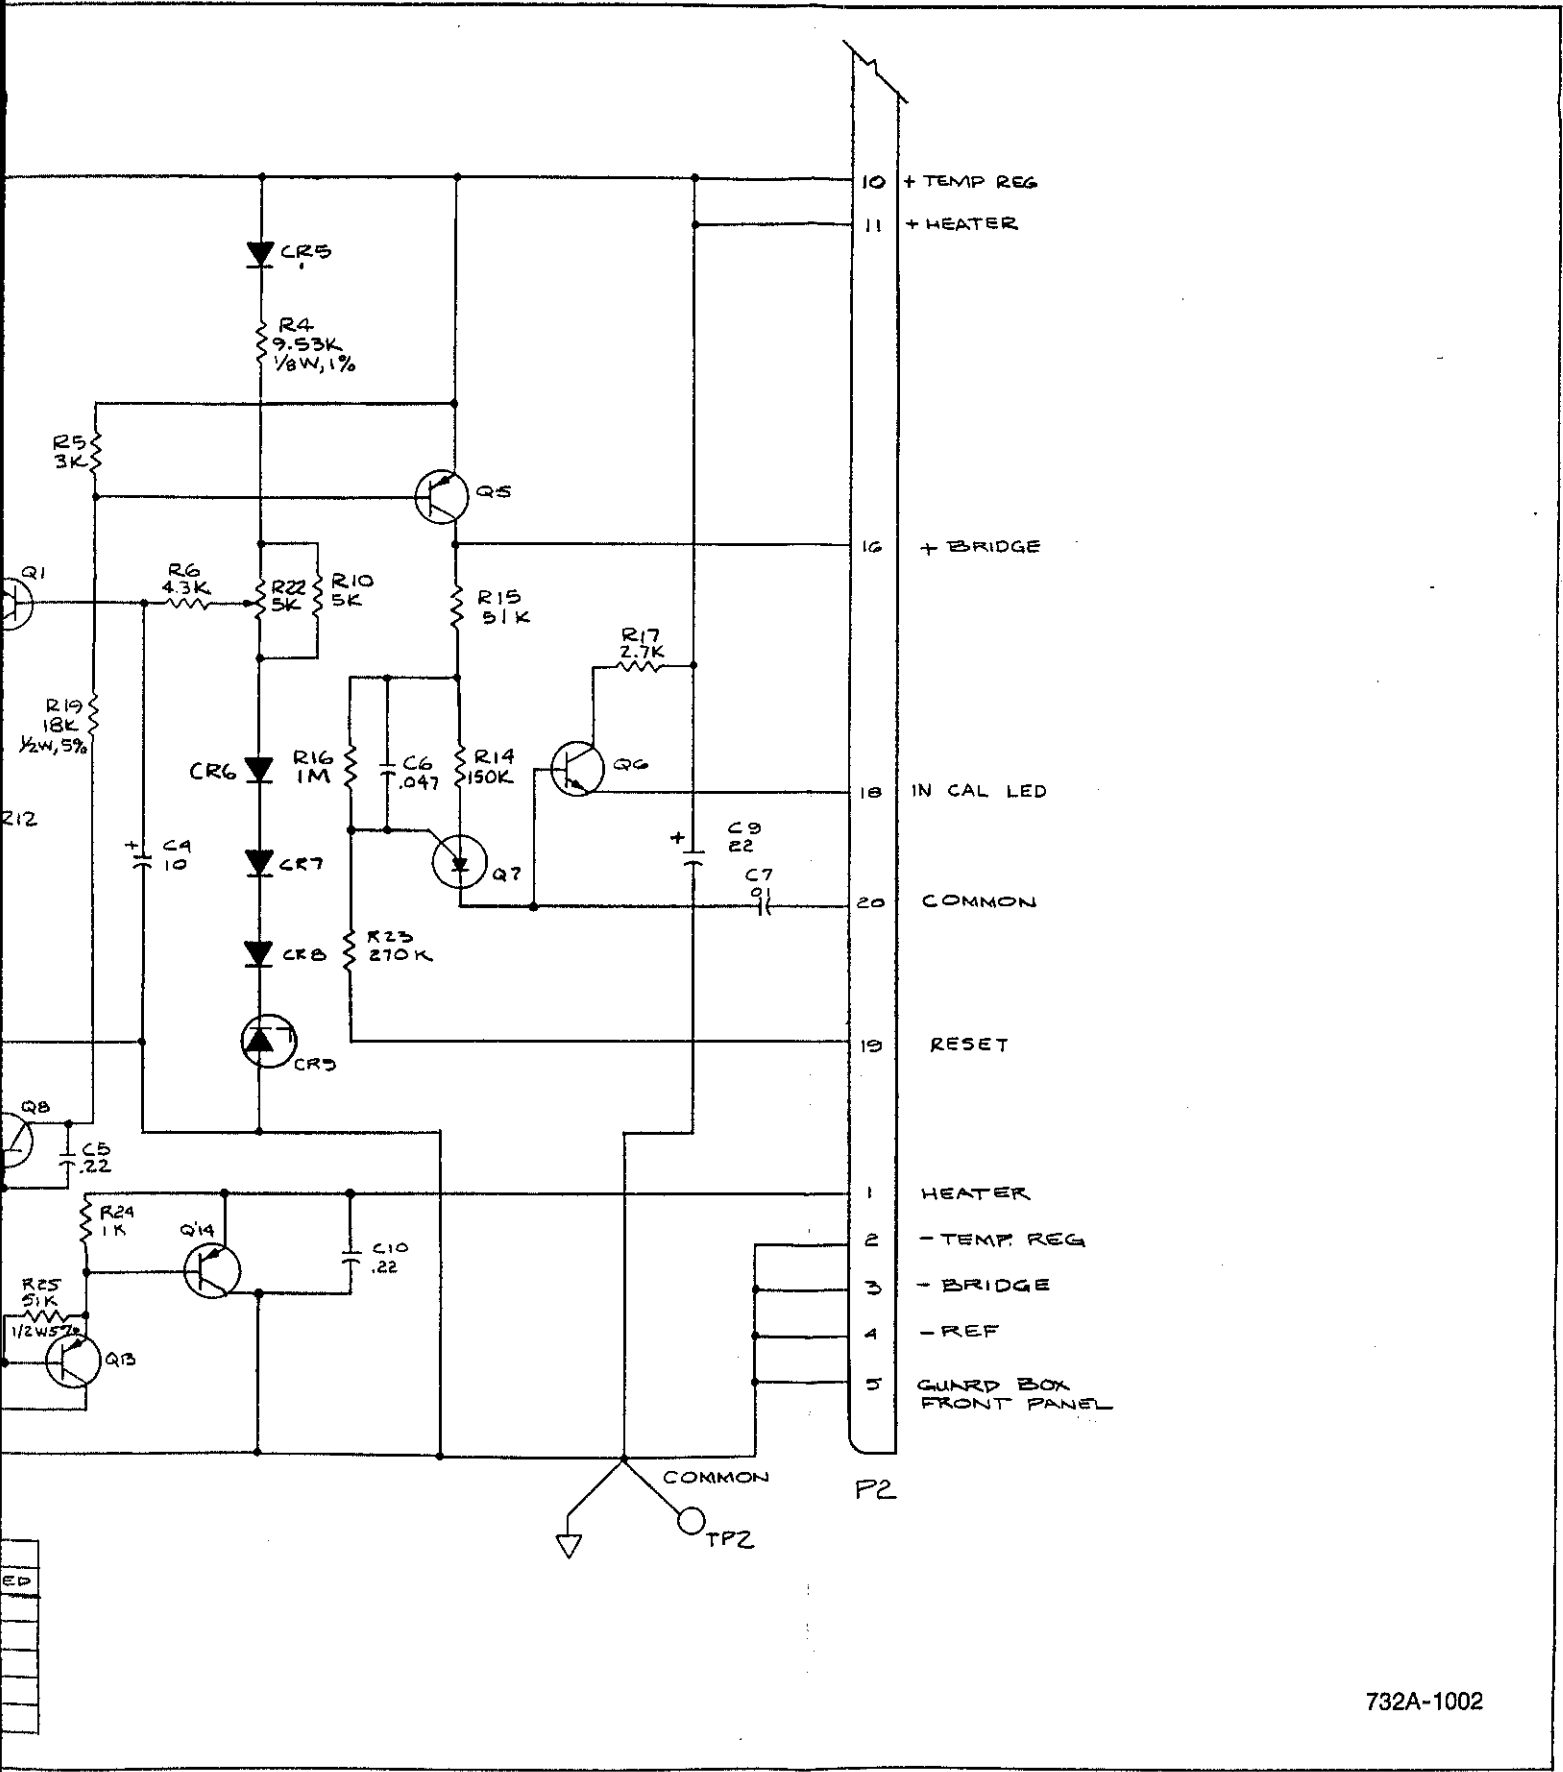 10 + TEMP REG
11 + HEATER
CR5
R4
9.53K
1/8W, 1%
R5
3K
Q5
16 + BRIDGE
Q1
R6
4.3K
R22
5K
R10
5K
R15
51K
R17
2.7K
R19
18K
1/2W, 5%
CR6
R16
1M
C6
.047
R14
150K
Q6
18 IN CAL LED
R12
+ C4
10
CR7
Q7
+ C9
22
C7
.01
20 COMMON
CR8
R23
270K
CR9
19 RESET
Q8
C5
.22
1 HEATER
R24
1K
Q14
C10
.22
2 - TEMP. REG
3 - BRIDGE
R25
51K
1/2W5%
4 - REF
Q13
5 GUARD BOX
FRONT PANEL
COMMON
P2
TP2
ED
732A-1002